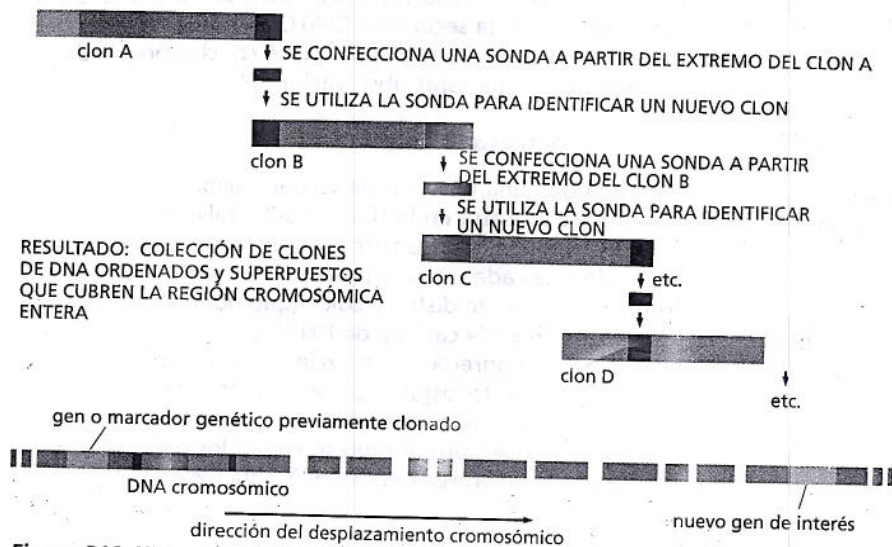 clon A
SE CONFECCIONA UNA SONDA A PARTIR DEL EXTREMO DEL CLON A
SE UTILIZA LA SONDA PARA IDENTIFICAR UN NUEVO CLON
clon B
SE CONFECCIONA UNA SONDA A PARTIR
DEL EXTREMO DEL CLON B
SE UTILIZA LA SONDA PARA IDENTIFICAR
UN NUEVO CLON
RESULTADO: COLECCIÓN DE CLONES
DE DNA ORDENADOS y SUPERPUESTOS
QUE CUBREN LA REGIÓN CROMOSÓMICA
ENTERA
clon C
etc.
clon D
etc.
gen o marcador genético previamente clonado
DNA cromosómico
dirección del desplazamiento cromosómico
nuevo gen de interés